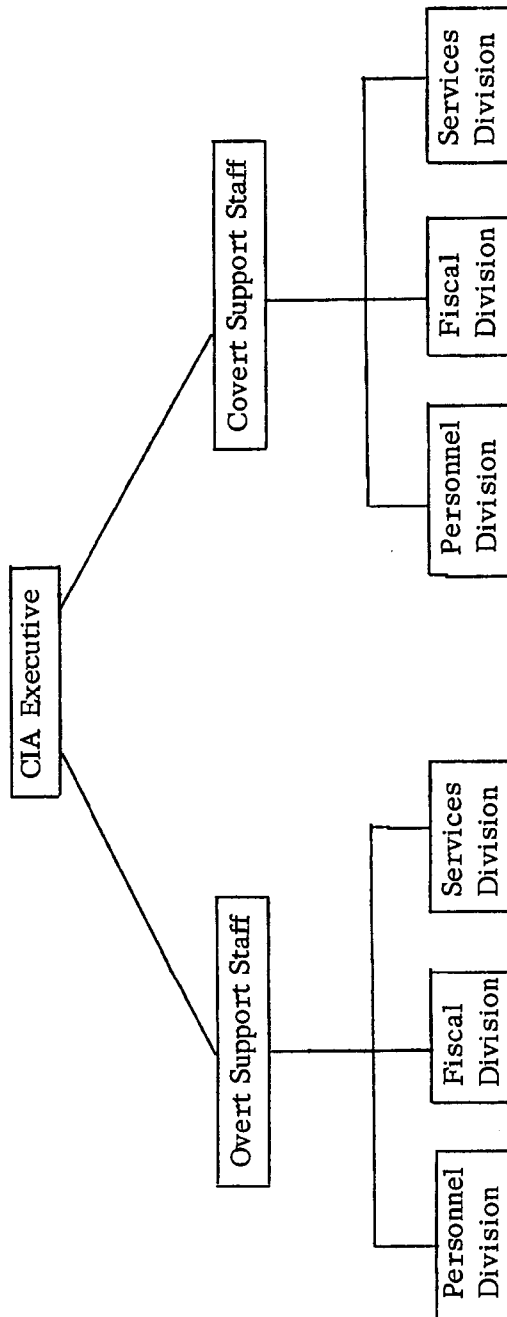 CIA Executive
Overt Support Staff
Covert Support Staff
Personnel
Division
Fiscal
Division
Services
Division
Personnel
Division
Fiscal
Division
Services
Division